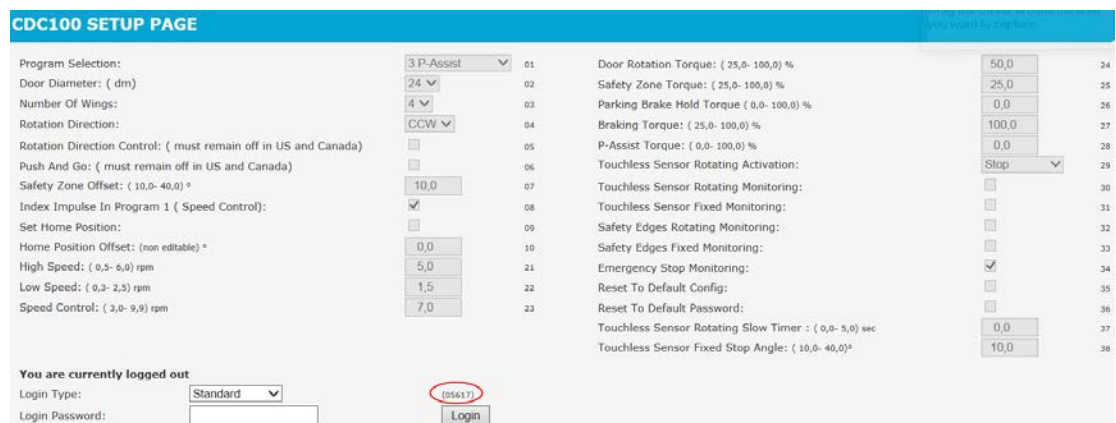 CDC100 SETUP PAGE
you want to capture.
Program Selection: 3 P-Assist 01
Door Diameter: ( dm) 24 02
Number Of Wings: 4 03
Rotation Direction: CCW 04
Rotation Direction Control: ( must remain off in US and Canada) 05
Push And Go: ( must remain off in US and Canada) 06
Safety Zone Offset: ( 10,0- 40,0) º 10,0 07
Index Impulse In Program 1 ( Speed Control): 08
Set Home Position: 09
Home Position Offset: (non editable) º 0,0 10
High Speed: ( 0,5- 6,0) rpm 5,0 21
Low Speed: ( 0,3- 2,5) rpm 1,5 22
Speed Control: ( 3,0- 9,9) rpm 7,0 23
Door Rotation Torque: ( 25,0- 100,0) % 50,0 24
Safety Zone Torque: ( 25,0- 100,0) % 25,0 25
Parking Brake Hold Torque ( 0,0- 100,0) % 0,0 26
Braking Torque: ( 25,0- 100,0) % 100,0 27
P-Assist Torque: ( 0,0- 100,0) % 0,0 28
Touchless Sensor Rotating Activation: Stop 29
Touchless Sensor Rotating Monitoring: 30
Touchless Sensor Fixed Monitoring: 31
Safety Edges Rotating Monitoring: 32
Safety Edges Fixed Monitoring: 33
Emergency Stop Monitoring: 34
Reset To Default Config: 35
Reset To Default Password: 36
Touchless Sensor Rotating Slow Timer : ( 0,0- 5,0) sec 0,0 37
Touchless Sensor Fixed Stop Angle: ( 10,0- 40,0)º 10,0 38
You are currently logged out
Login Type: Standard (05617)
Login Password: Login